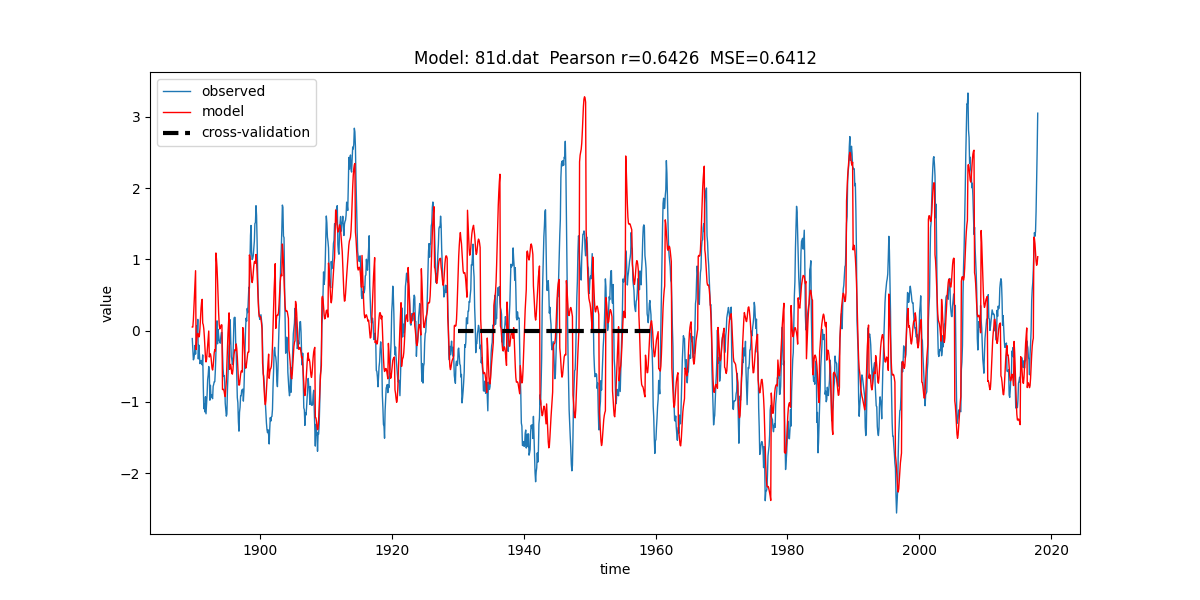 Model: 81d.dat  Pearson r=0.6426  MSE=0.6412
observed
model
cross-validation
value
3
2
1
0
−1
−2
1900
1920
1940
1960
1980
2000
2020
time